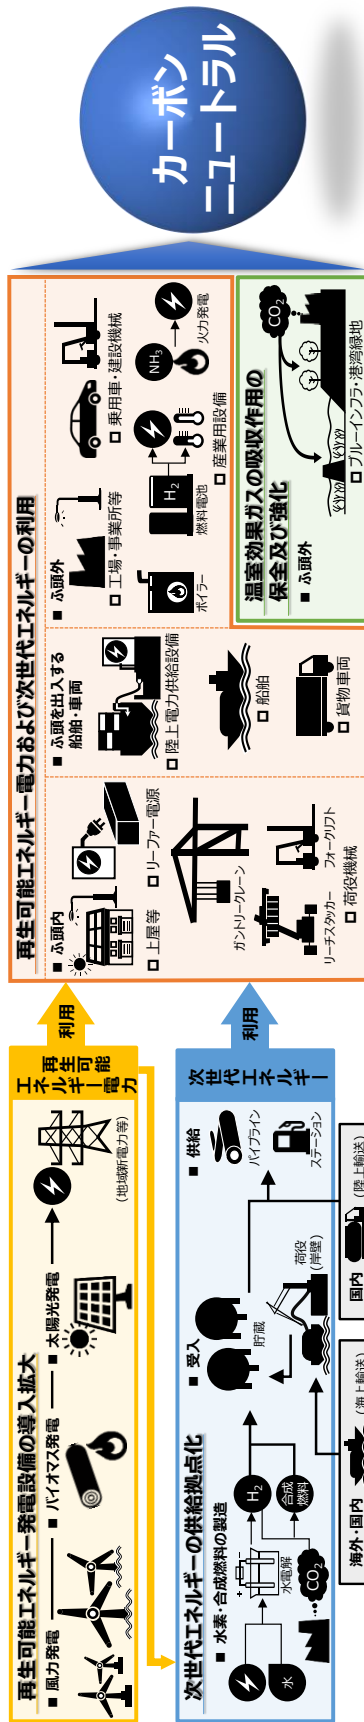 再生可能エネルギー発電設備の導入拡大
■ 風力発電
■ バイオマス発電
■ 太陽光発電
(地域新電力等)
再生可能
エネルギー電力
利用
次世代エネルギーの供給拠点化
■ 水素・合成燃料の製造
水
水電解
H2
合成
燃料
CO2
■ 受入
貯蔵
荷役
(岸壁)
■ 供給
パイプライン
ステーション
次世代エネルギー
利用
海外・国内
(海上輸送)
国内
(陸上輸送)
再生可能エネルギー電力および次世代エネルギーの利用
■ ふ頭内
□ 上屋等
□ リーファー電源
ガントリークレーン
リーチスタッカー
フォークリフト
□ 荷役機械
■ ふ頭を出入する
船舶・車両
□ 陸上電力供給設備
□ 船舶
□ 貨物車両
■ ふ頭外
□ 工場・事業所等
□ 乗用車・建設機械
ボイラー
H2
燃料電池
NH3
火力発電
□ 産業用設備
温室効果ガスの吸収作用の
保全及び強化
■ ふ頭外
CO2
□ ブルーインフラ・港湾緑地
カーボン
ニュートラル